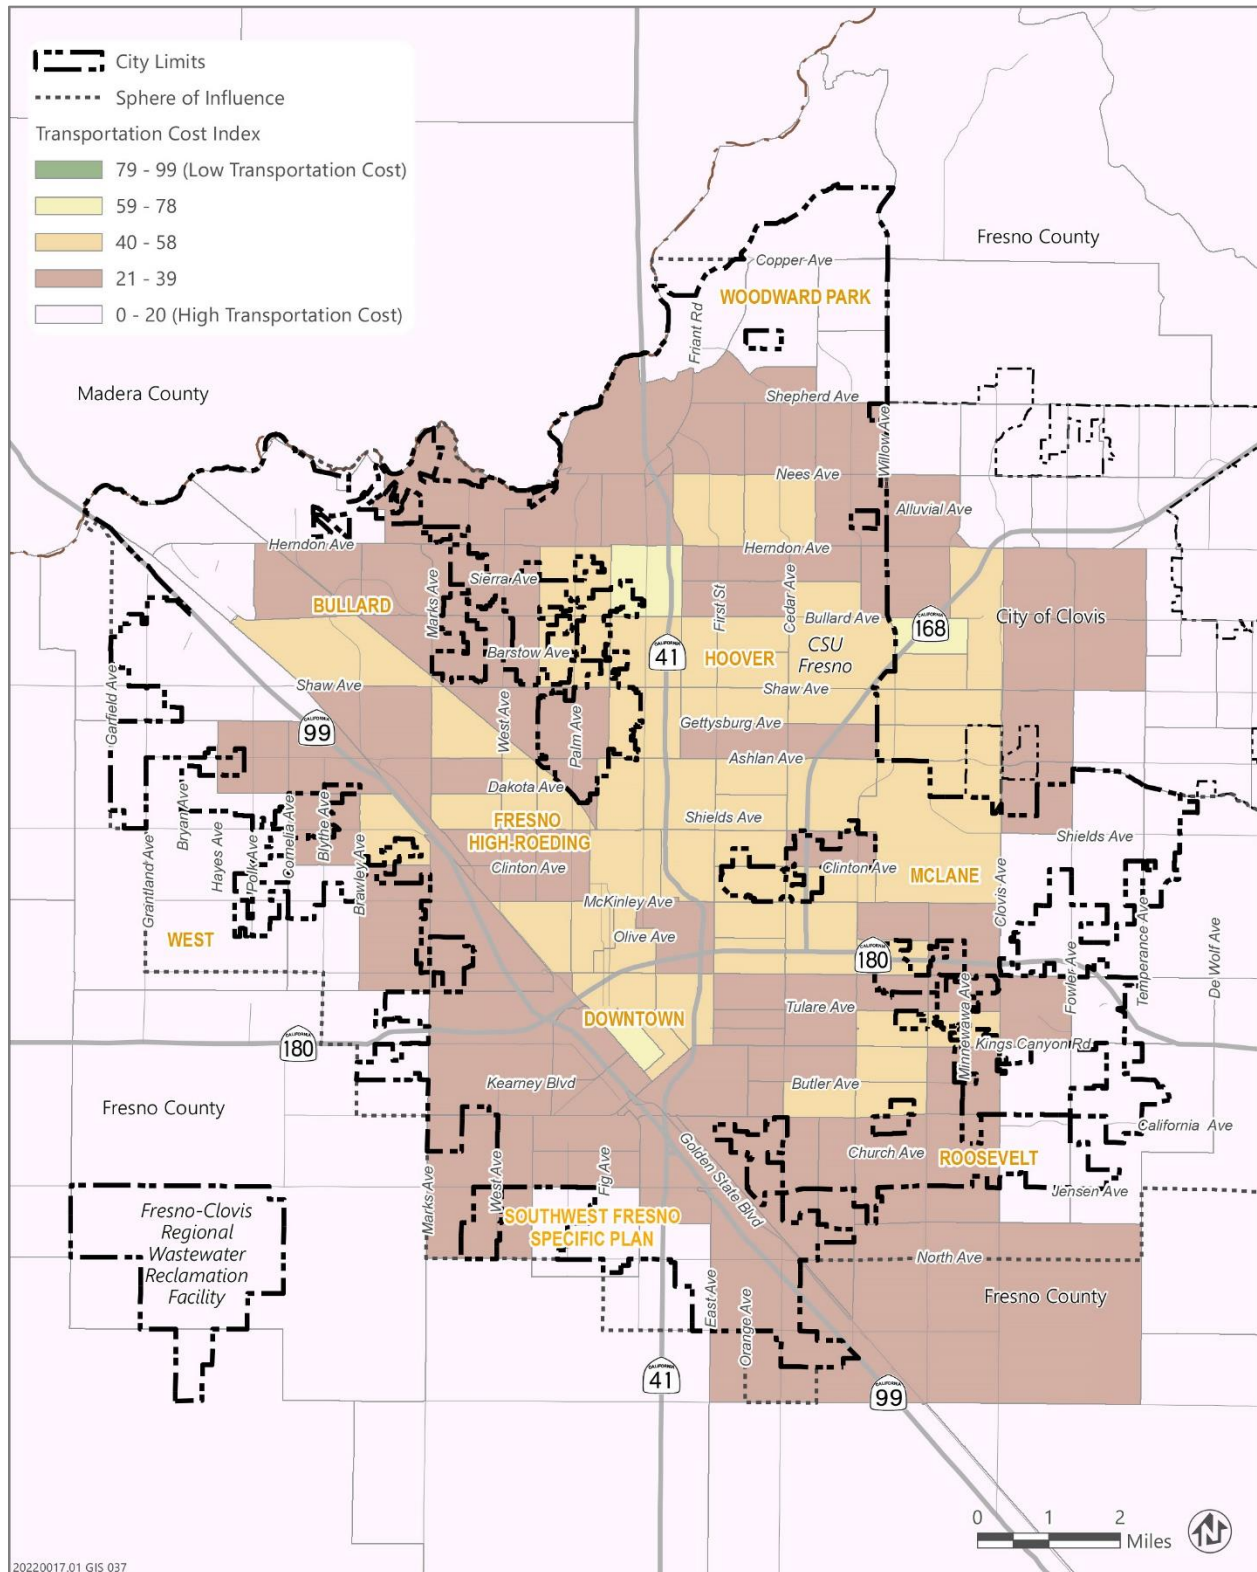 City Limits
Sphere of Influence
Transportation Cost Index
79 - 99 (Low Transportation Cost)
59 - 78
40 - 58
21 - 39
0 - 20 (High Transportation Cost)
Fresno County
Copper Ave
WOODWARD PARK
Friant Rd
Madera County
Shepherd Ave
Willow Ave
Nees Ave
Alluvial Ave
Herndon Ave
Herndon Ave
Sierra Ave
Marks Ave
BULLARD
First St
Cedar Ave
Bullard Ave
CALIFORNIA
168
City of Clovis
CALIFORNIA
41
Barstow Ave
HOOVER
CSU
Fresno
Garfield Ave
Shaw Ave
Shaw Ave
CALIFORNIA
99
West Ave
Palm Ave
Gettysburg Ave
Ashlan Ave
Dakota Ave
Bryan Ave
Cornelia Ave
Blythe Ave
Brawley Ave
FRESNO
HIGH-ROEDING
Shields Ave
Shields Ave
Grantland Ave
Hayes Ave
Polk Ave
Clinton Ave
Clinton Ave
MCLANE
Clovis Ave
McKinley Ave
WEST
Olive Ave
CALIFORNIA
180
Fowler Ave
Temperance Ave
De Wolf Ave
Tulare Ave
Minnewawa Ave
DOWNTOWN
CALIFORNIA
180
Kings Canyon Rd
Kearney Blvd
Butler Ave
Fresno County
California Ave
Golden State Blvd
Church Ave
ROOSEVELT
Marks Ave
West Ave
Fig Ave
Jensen Ave
Fresno-Clovis
Regional
Wastewater
Reclamation
Facility
SOUTHWEST FRESNO
SPECIFIC PLAN
North Ave
East Ave
Orange Ave
Fresno County
CALIFORNIA
41
CALIFORNIA
99
0 1 2
Miles
N
20220017.01 GIS 037